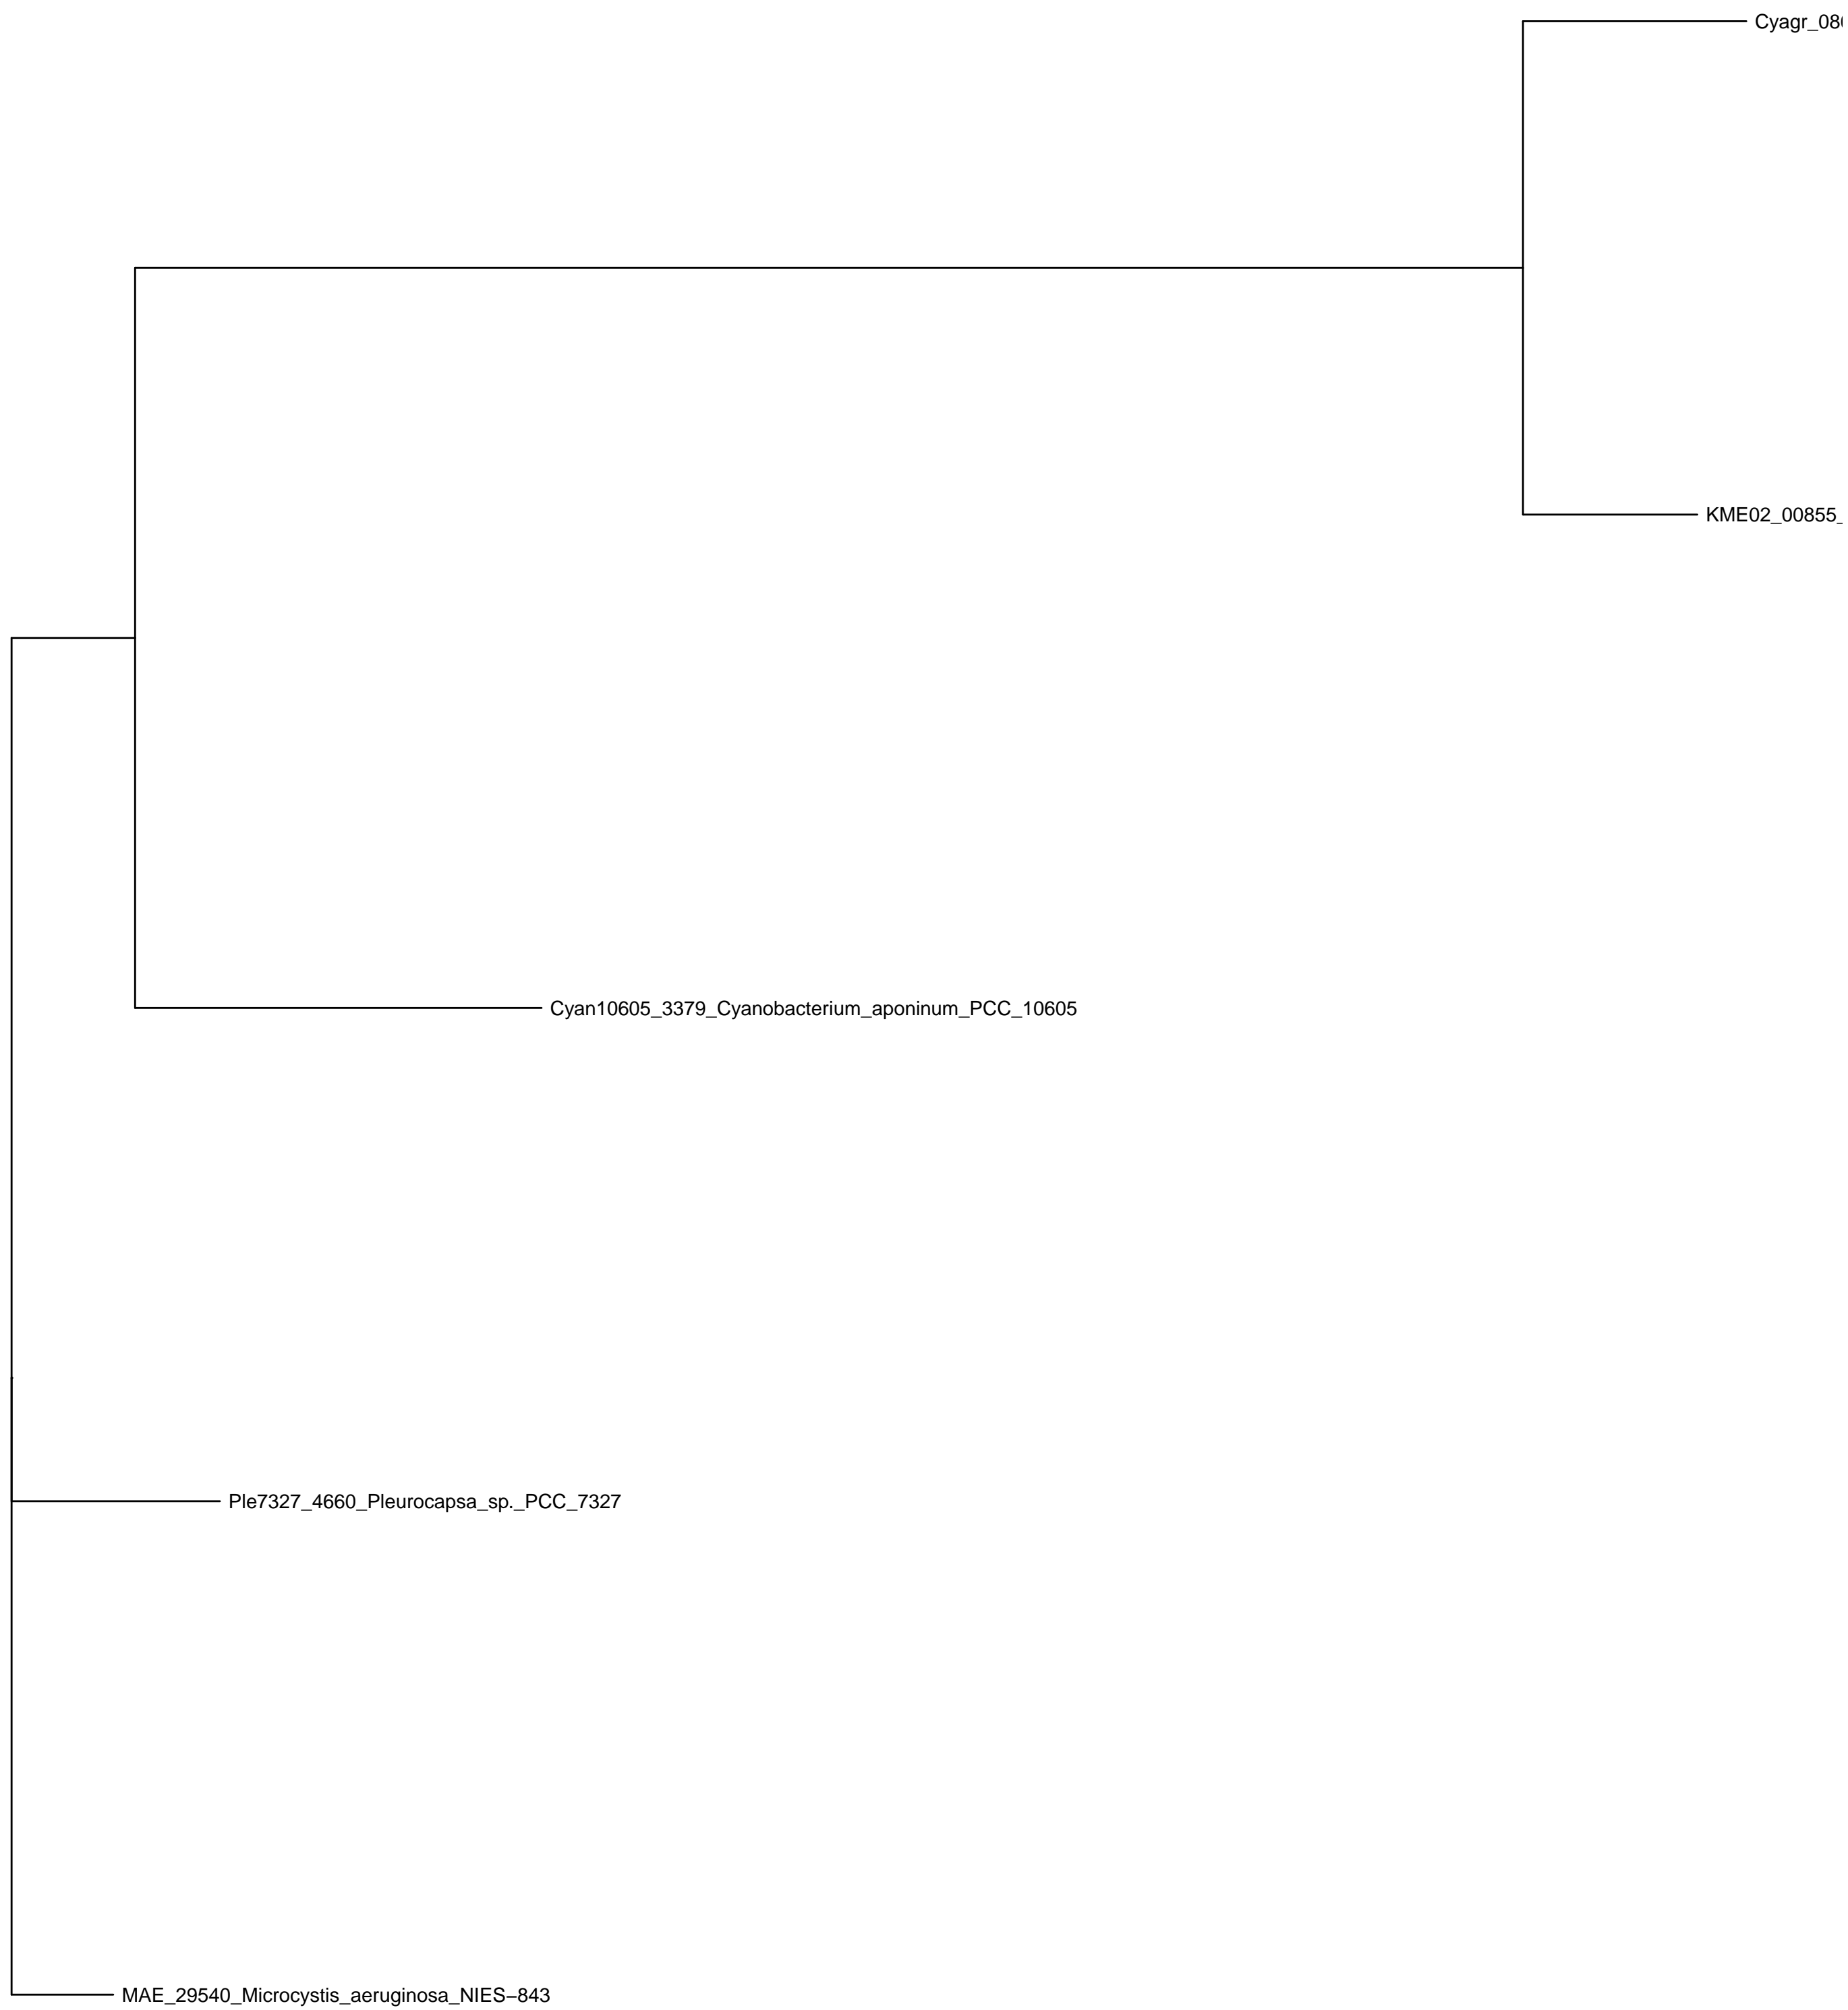 Cyagr_08
KME02_00855_
Cyan10605_3379_Cyanobacterium_aponinum_PCC_10605
Ple7327_4660_Pleurocapsa_sp._PCC_7327
MAE_29540_Microcystis_aeruginosa_NIES−843